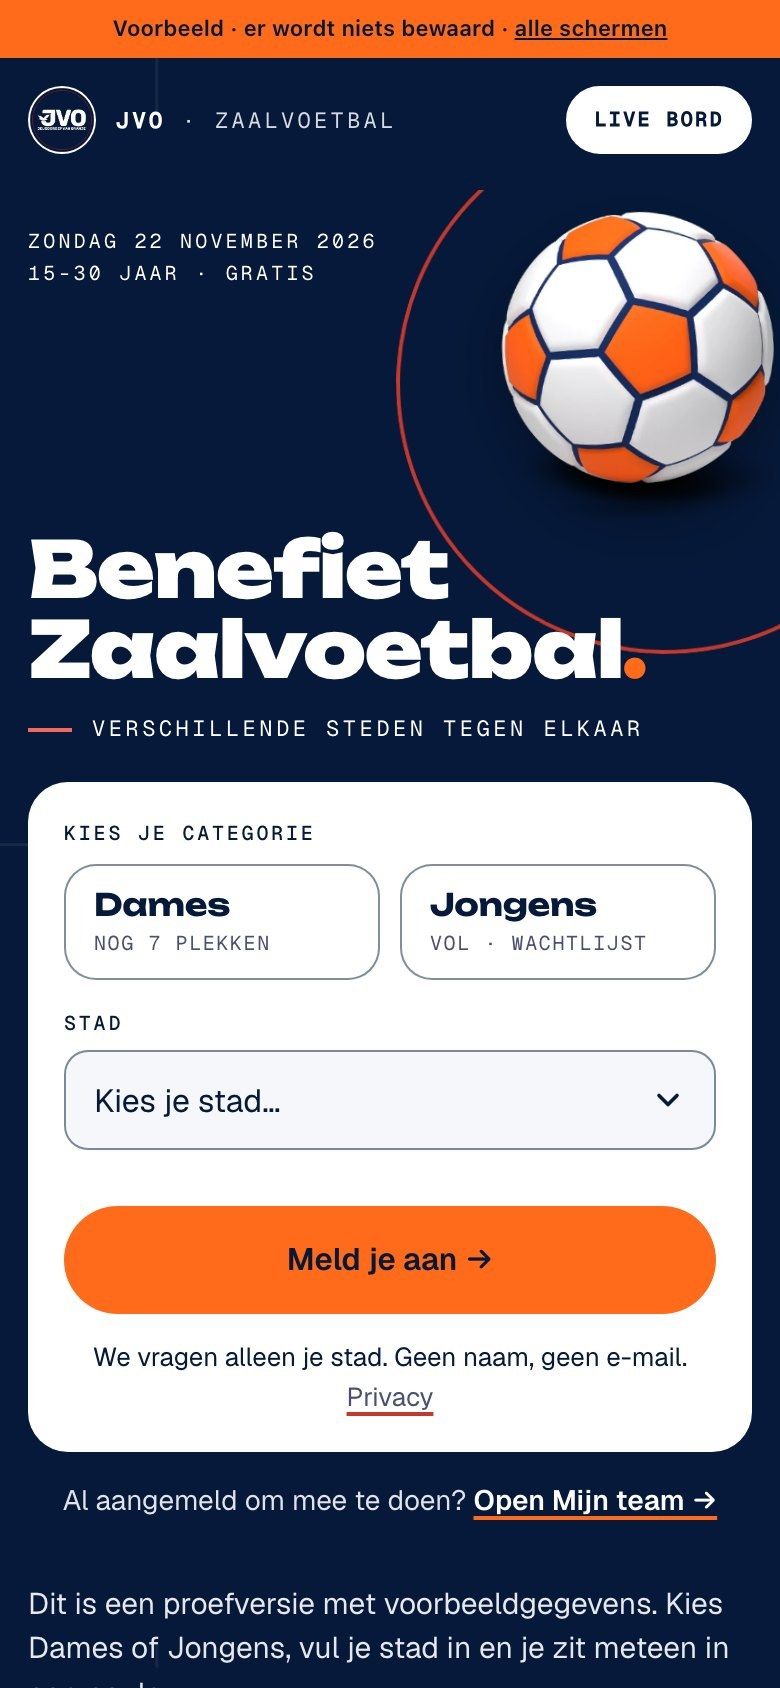 Voorbeeld · er wordt niets bewaard · alle schermen
JVO
JVO · ZAALVOETBAL
LIVE BORD
ZONDAG 22 NOVEMBER 2026
15-30 JAAR · GRATIS
Benefiet
Zaalvoetbal.
VERSCHILLENDE STEDEN TEGEN ELKAAR
KIES JE CATEGORIE
Dames
NOG 7 PLEKKEN
Jongens
VOL · WACHTLIJST
STAD
Kies je stad...
Meld je aan →
We vragen alleen je stad. Geen naam, geen e-mail.
Privacy
Al aangemeld om mee te doen? Open Mijn team →
Dit is een proefversie met voorbeeldgegevens. Kies
Dames of Jongens, vul je stad in en je zit meteen in